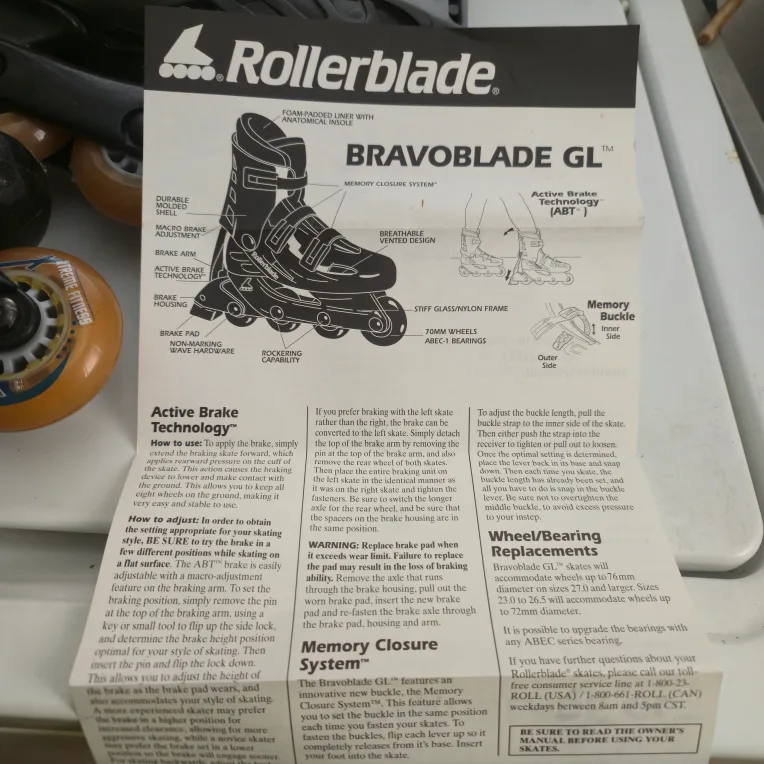 Rollerblade®
BRAVOBLADE GL™
FOAM-PADDED LINER WITH
ANATOMICAL INSOLE
MEMORY CLOSURE SYSTEM™
DURABLE
MOLDED
SHELL
MACRO BRAKE
ADJUSTMENT
BRAKE ARM
ACTIVE BRAKE
TECHNOLOGY™
BRAKE
HOUSING
BRAKE PAD
NON-MARKING
WAVE HARDWARE
ROCKERING
CAPABILITY
BREATHABLE
VENTED DESIGN
STIFF GLASS/NYLON FRAME
70MM WHEELS
ABEC-1 BEARINGS
Rollerblade
Active Brake
Technology™
(ABT™)
Memory
Buckle
Inner
Side
Outer
Side
XTREME FITNESS
Active Brake
Technology™
How to use: To apply the brake, simply
extend the braking skate forward, which
applies rearward pressure on the cuff of
the skate. This action causes the braking
device to lower and make contact with
the ground. This allows you to keep all
eight wheels on the ground, making it
very easy and stable to use.
How to adjust: In order to obtain
the setting appropriate for your skating
style, BE SURE to try the brake in a
few different positions while skating on
a flat surface. The ABT™ brake is easily
adjustable with a macro-adjustment
feature on the braking arm. To set the
braking position, simply remove the pin
at the top of the braking arm, using a
key or small tool to flip up the side lock,
and determine the brake height position
optimal for your style of skating. Then
insert the pin and flip the lock down.
This allows you to adjust the height of
the brake as the brake pad wears, and
also accommodates your style of skating.
A more experienced skater may prefer
the brake in a higher position for
increased clearance, allowing for more
aggressive skating, while a novice skater
may prefer the brake set in a lower
position so the brake will engage sooner.
For skating backwards, adjust the
If you prefer braking with the left skate
rather than the right, the brake can be
converted to the left skate. Simply detach
the top of the brake arm by removing the
pin at the top of the brake arm, and also
remove the rear wheel of both skates.
Then place the entire braking unit on
the left skate in the identical manner as
it was on the right skate and tighten the
fasteners. Be sure to switch the longer
axle for the rear wheel, and be sure that
the spacers on the brake housing are in
the same position.
WARNING: Replace brake pad when
it exceeds wear limit. Failure to replace
the pad may result in the loss of braking
ability. Remove the axle that runs
through the brake housing, pull out the
worn brake pad, insert the new brake
pad and re-fasten the brake axle through
the brake pad, housing and arm.
Memory Closure
System™
The Bravoblade GL™ features an
innovative new buckle, the Memory
Closure System™. This feature allows
you to set the buckle in the same position
each time you fasten your skates. To
fasten the buckles, flip each lever up so it
completely releases from it's base. Insert
your foot into the skate.
To adjust the buckle length, pull the
buckle strap to the inner side of the skate.
Then either push the strap into the
receiver to tighten or pull out to loosen.
Once the optimal setting is determined,
place the lever back in its base and snap
down. Then each time you skate, the
buckle length has already been set, and
all you have to do is snap in the buckle
lever. Be sure not to overtighten the
middle buckle, to avoid excess pressure
to your instep.
Wheel/Bearing
Replacements
Bravoblade GL™ skates will
accommodate wheels up to 76mm
diameter on sizes 27.0 and larger. Sizes
23.0 to 26.5 will accommodate wheels up
to 72mm diameter.
It is possible to upgrade the bearings with
any ABEC series bearing.
If you have further questions about your
Rollerblade® skates, please call our toll-
free consumer service line at 1-800-23-
ROLL (USA) / 1-800-661-ROLL (CAN)
weekdays between 8am and 5pm CST.
BE SURE TO READ THE OWNER'S
MANUAL BEFORE USING YOUR
SKATES.